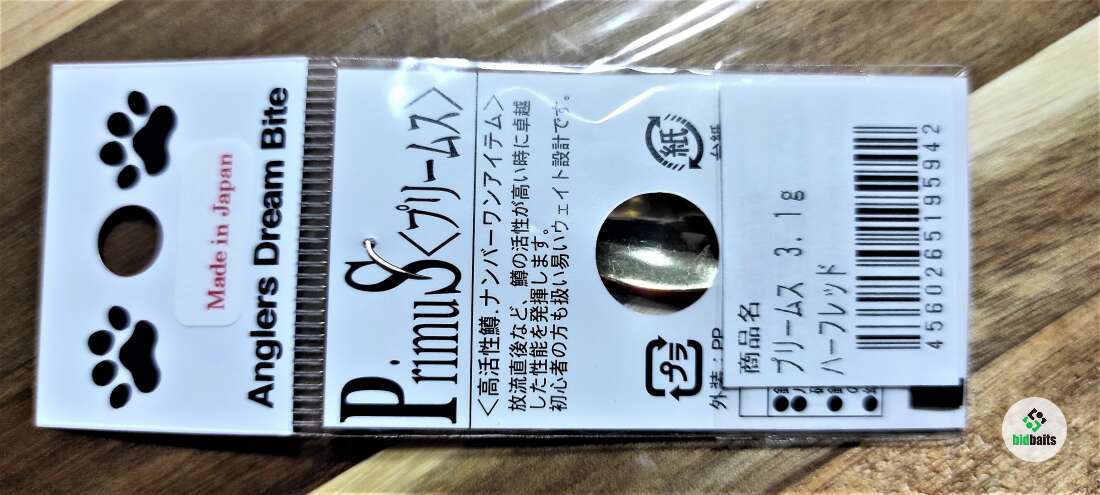 Made in Japan
Anglers Dream Bite
PrimuS<プリームス>
<高活性鱒.ナンバーワンアイテム>
放流直後など、鱒の活性が高い時に卓越
した性能を発揮します。
初心者の方も扱い易いウェイト設計です。
紙
台紙
プラ
外装:PP
商品名
プリームス 3.1g
ハーフレッド
4560265195942
bidbaits